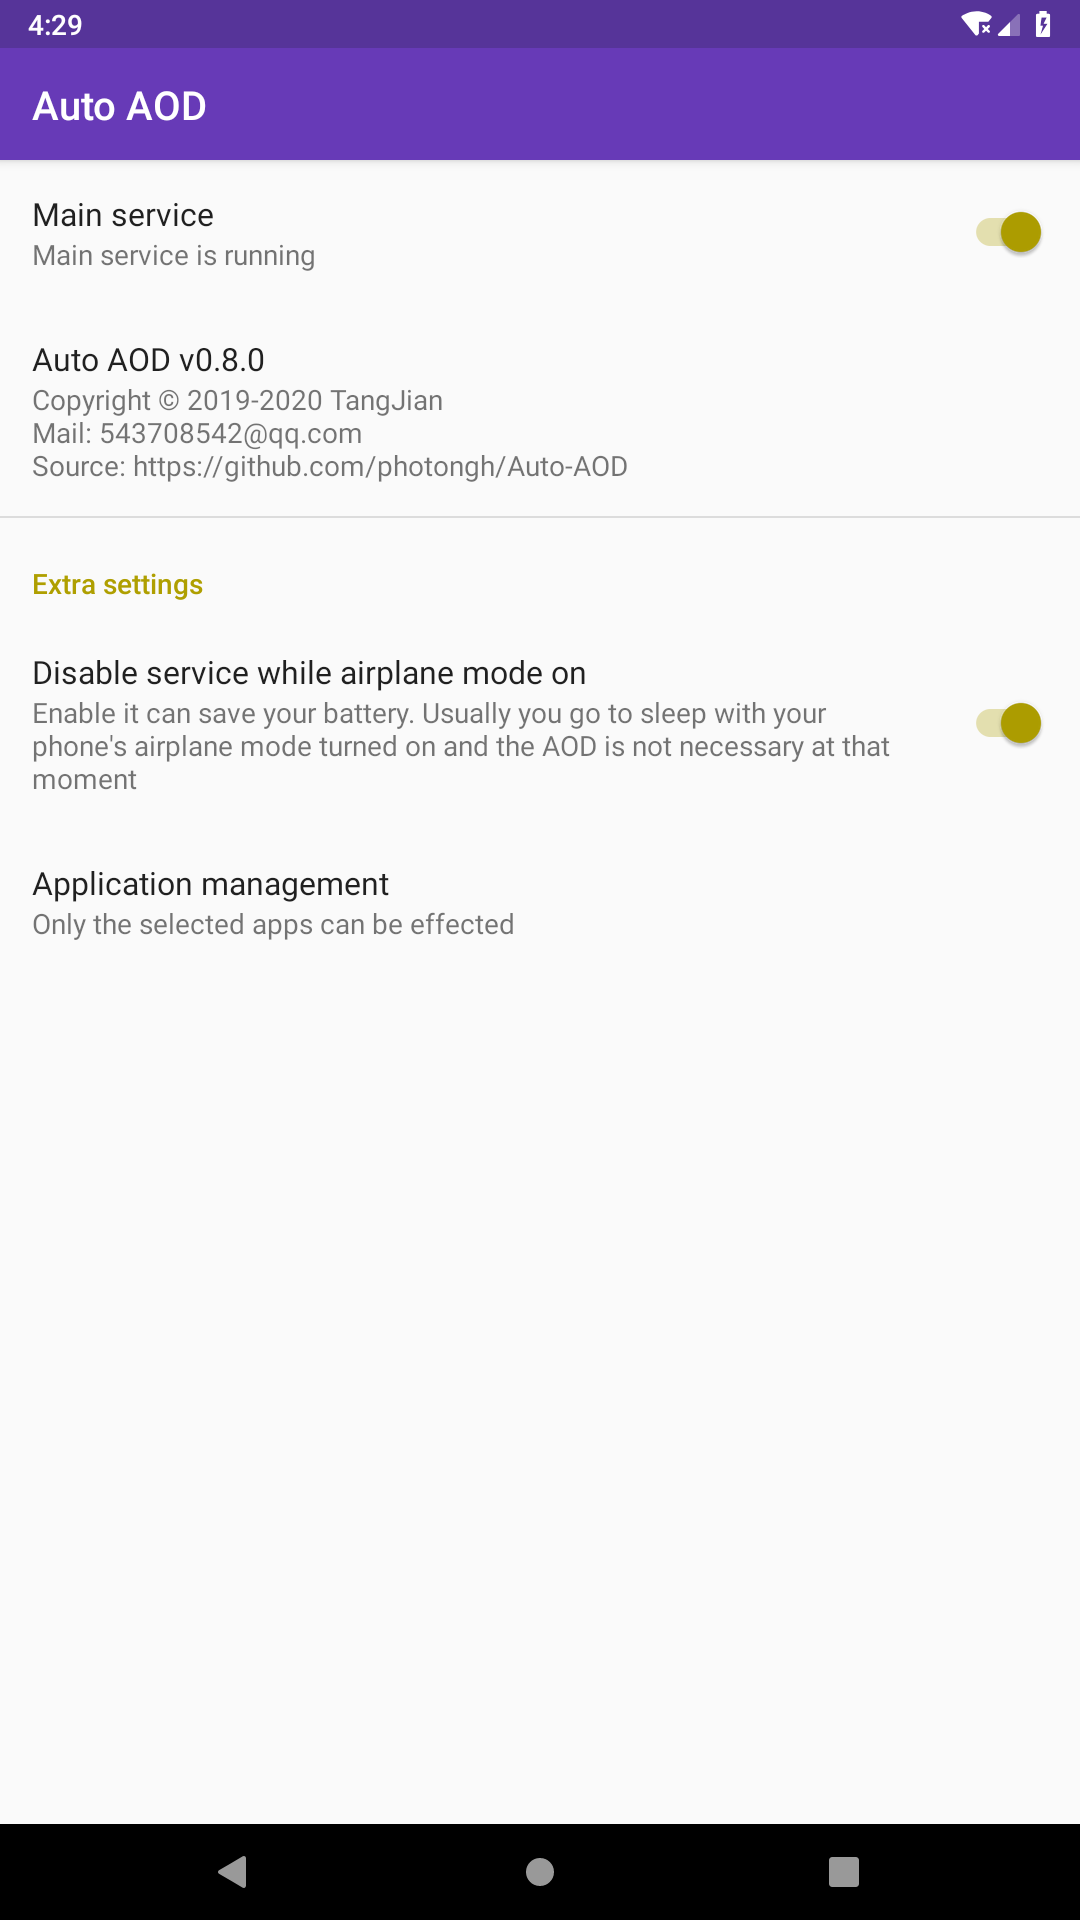 4:29
Auto AOD
Main service
Main service is running
Auto AOD v0.8.0
Copyright © 2019-2020 TangJian
Mail: 543708542@qq.com
Source: https://github.com/photongh/Auto-AOD
Extra settings
Disable service while airplane mode on
Enable it can save your battery. Usually you go to sleep with your
phone's airplane mode turned on and the AOD is not necessary at that
moment
Application management
Only the selected apps can be effected